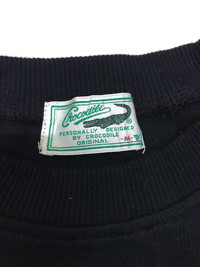 Crocodile
®
PERSONALLY DESIGNED
BY CROCODILE
ORIGINAL
-M-